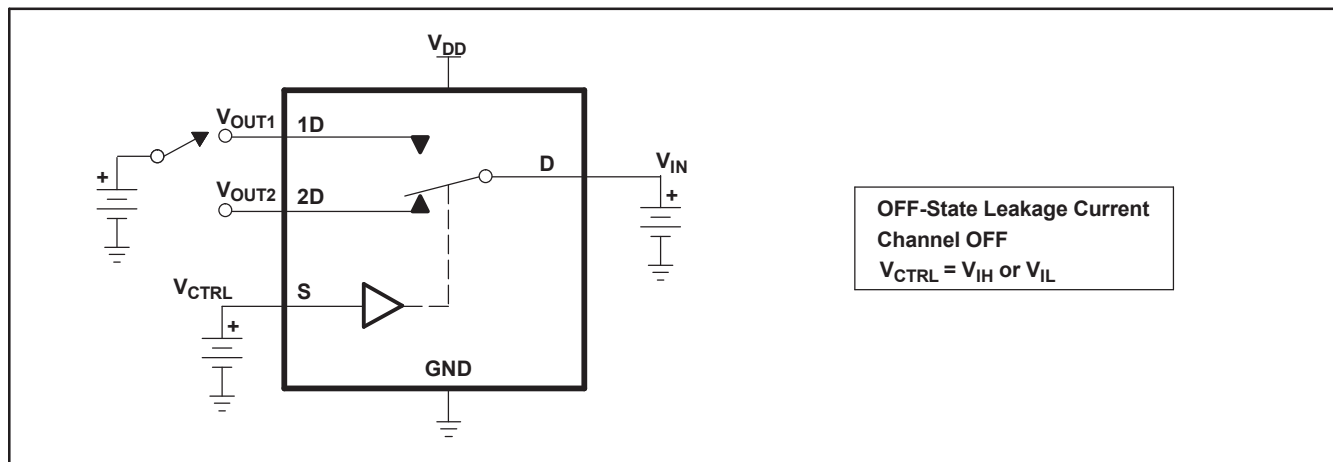 VDD
VOUT1
1D
+
VOUT2
2D
D
VIN
+
VCTRL
S
+
GND
OFF-State Leakage Current
Channel OFF
VCTRL = VIH or VIL